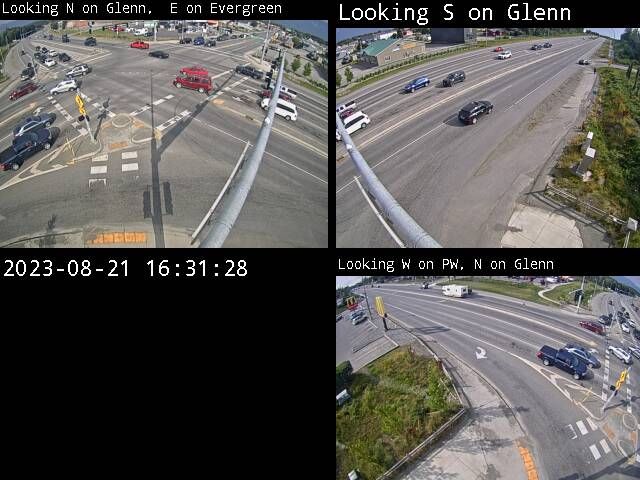 Looking N on Glenn,  E on Evergreen
Looking S on Glenn
2023-08-21 16:31:28
Looking W on PW, N on Glenn